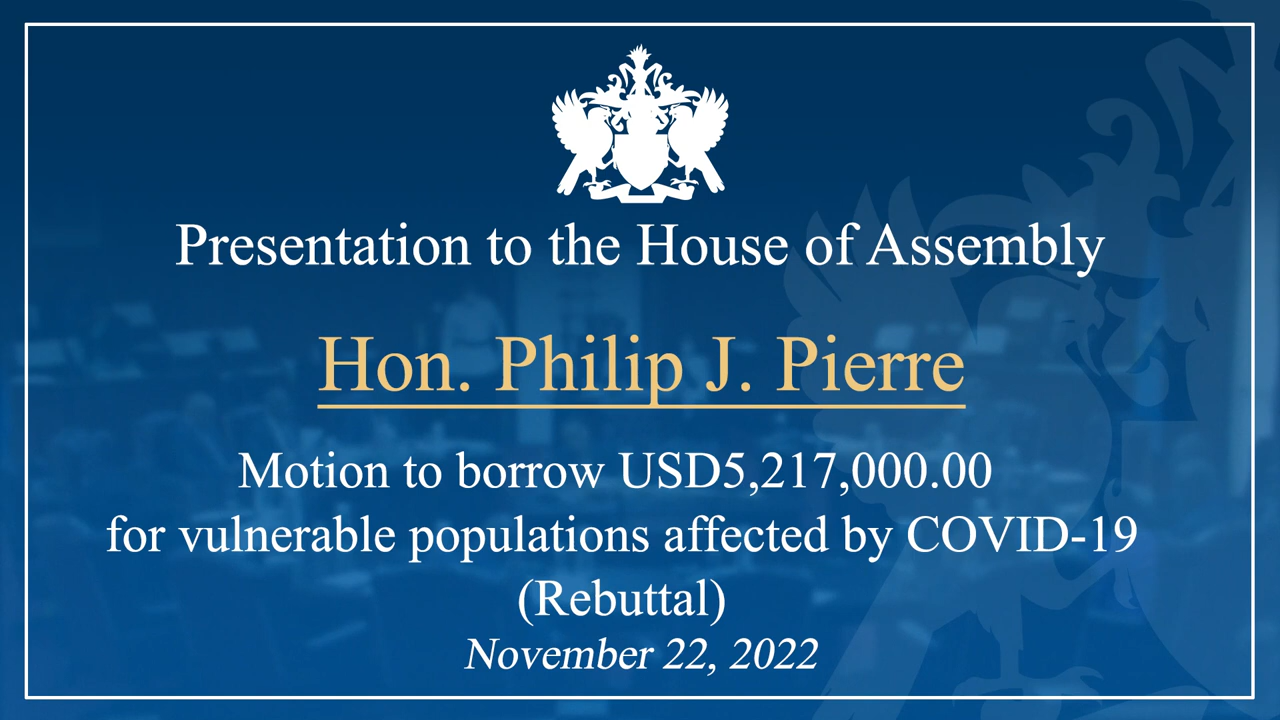 Presentation to the House of Assembly
Hon. Philip J. Pierre
Motion to borrow USD5,217,000.00
for vulnerable populations affected by COVID-19
(Rebuttal)
November 22, 2022